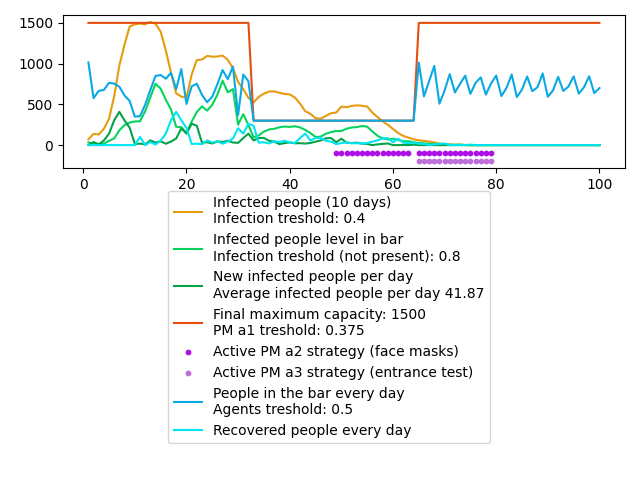 1500
1000
500
0
0
20
40
60
80
100
Infected people (10 days)
Infection treshold: 0.4
Infected people level in bar
Infection treshold (not present): 0.8
New infected people per day
Average infected people per day 41.87
Final maximum capacity: 1500
PM a1 treshold: 0.375
Active PM a2 strategy (face masks)
Active PM a3 strategy (entrance test)
People in the bar every day
Agents treshold: 0.5
Recovered people every day